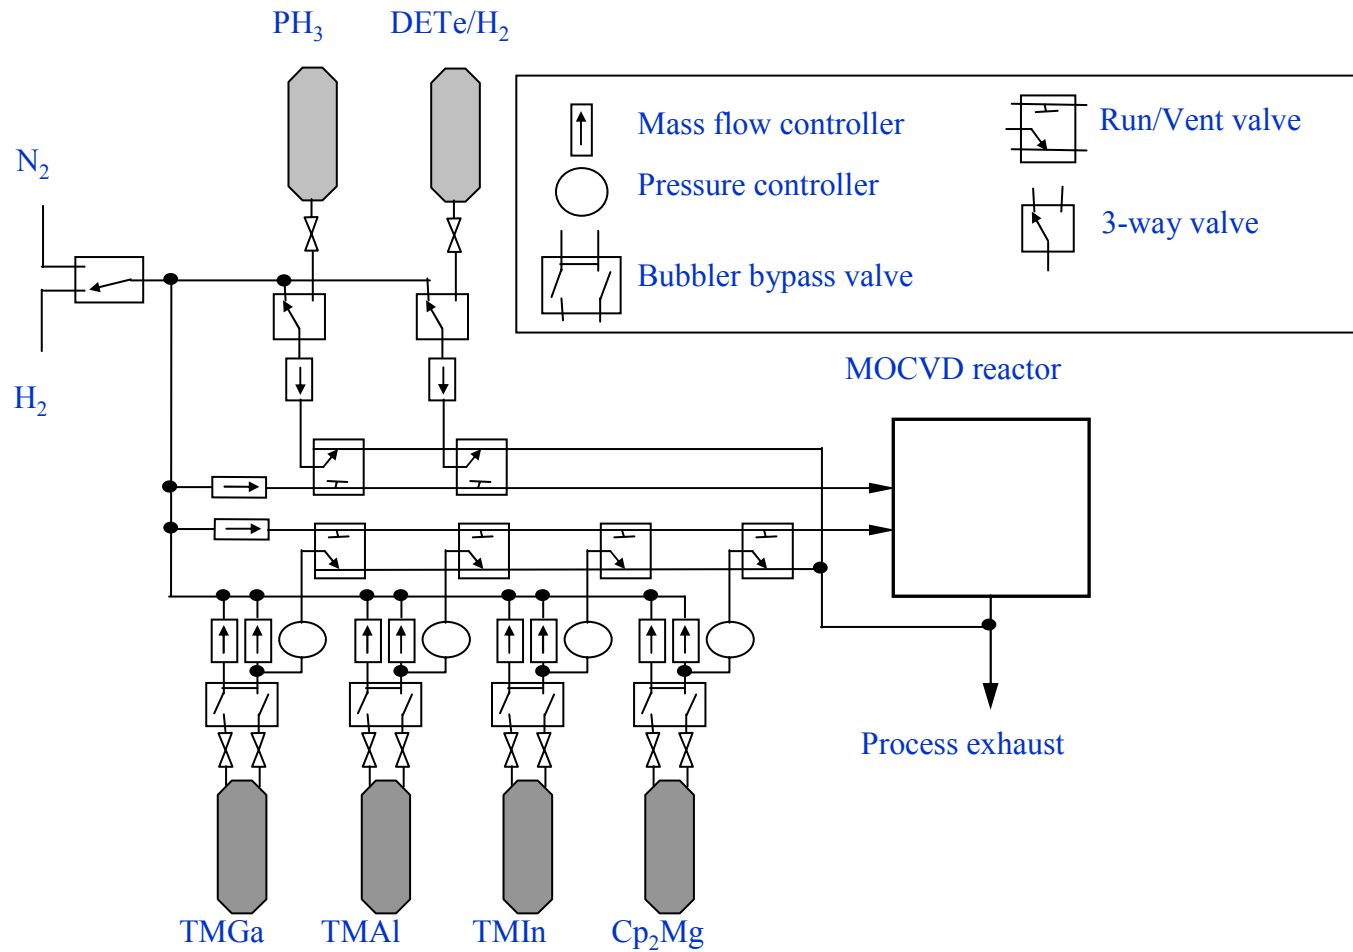 PH₃
DETe/H₂
Mass flow controller
Run/Vent valve
N₂
Pressure controller
3-way valve
Bubbler bypass valve
MOCVD reactor
H₂
Process exhaust
TMGa
TMAl
TMIn
Cp₂Mg